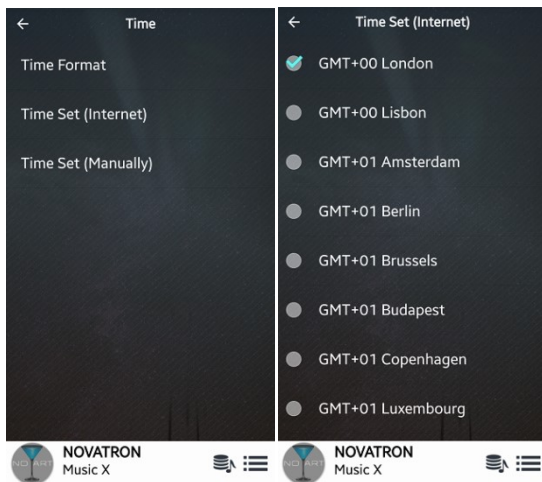 Time
Time Format
Time Set (Internet)
Time Set (Manually)
NOVATRON
Music X
Time Set (Internet)
GMT+00 London
GMT+00 Lisbon
GMT+01 Amsterdam
GMT+01 Berlin
GMT+01 Brussels
GMT+01 Budapest
GMT+01 Copenhagen
GMT+01 Luxembourg
NOVATRON
Music X